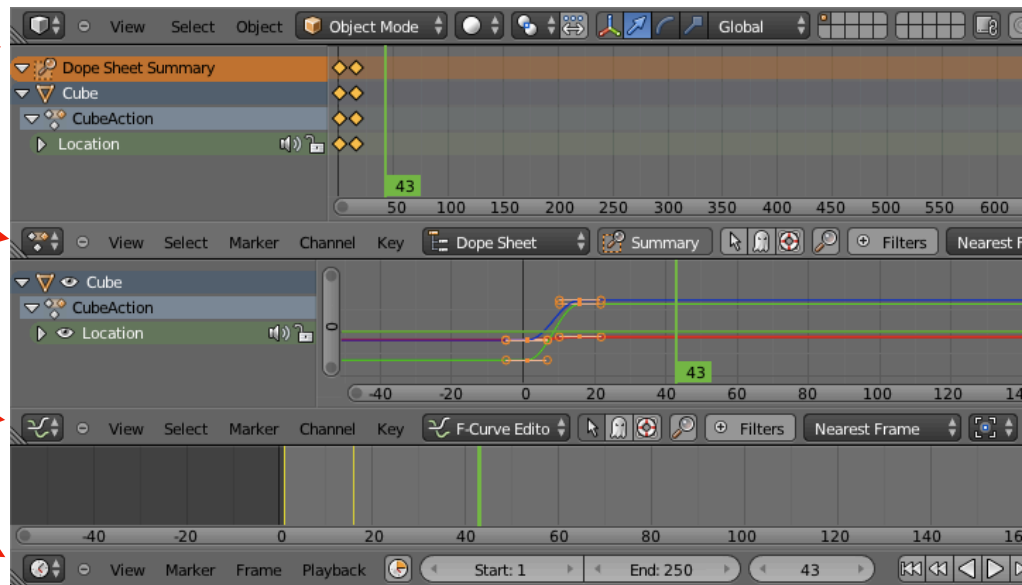 View Select Object Object Mode Global
Dope Sheet Summary
Cube
CubeAction
Location
43
50 100 150 200 250 300 350 400 450 500 550 600
View Select Marker Channel Key Dope Sheet Summary Filters Nearest F
Cube
CubeAction
Location
43
-40 -20 0 20 40 60 80 100 120 14
View Select Marker Channel Key F-Curve Edito Filters Nearest Frame
-40 -20 0 20 40 60 80 100 120 140 16
View Marker Frame Playback Start: 1 End: 250 43